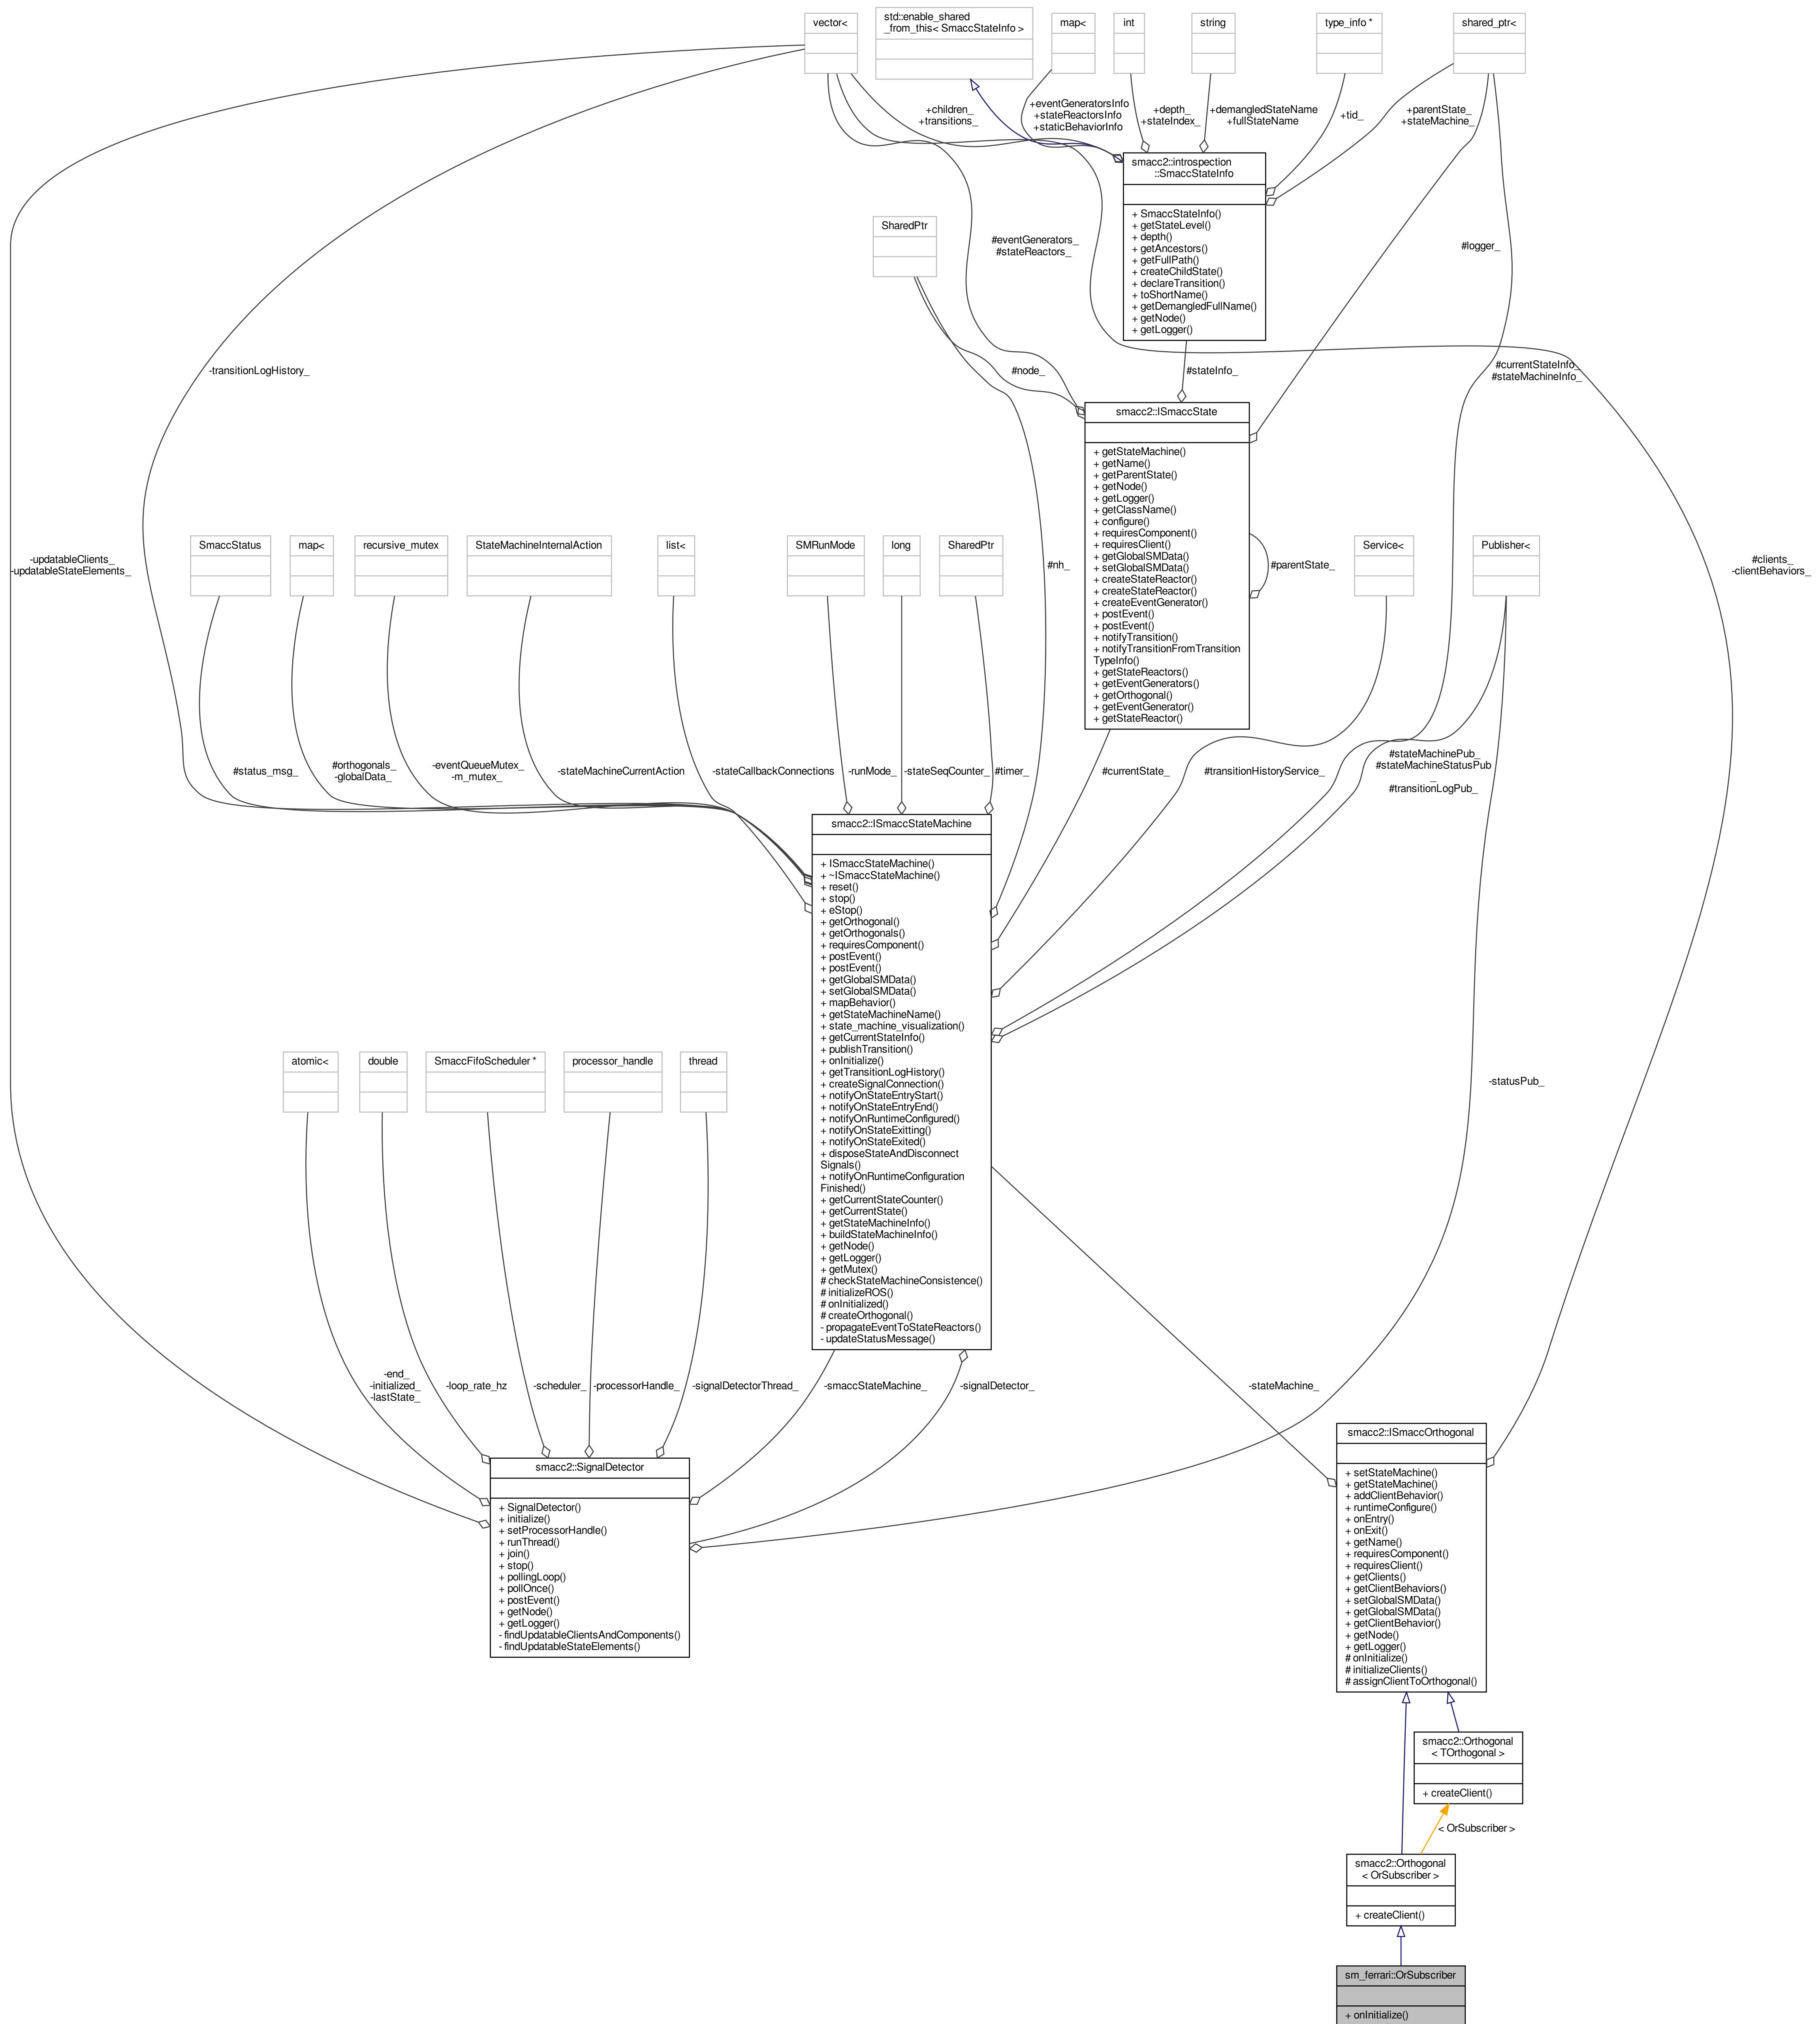 vector<
std::enable_shared
_from_this< SmaccStateInfo >
map<
int
string
type_info *
shared_ptr<
+children_
+transitions_
+eventGeneratorsInfo
+stateReactorsInfo
+staticBehaviorInfo
+depth_
+stateIndex_
+demangledStateName
+fullStateName
+tid_
+parentState_
+stateMachine_
smacc2::introspection
::SmaccStateInfo
+ SmaccStateInfo()
+ getStateLevel()
+ depth()
+ getAncestors()
+ getFullPath()
+ createChildState()
+ declareTransition()
+ toShortName()
+ getDemangledFullName()
+ getNode()
+ getLogger()
SharedPtr
#eventGenerators_
#stateReactors_
#logger_
-transitionLogHistory_
#node_
#stateInfo_
#currentStateInfo_
#stateMachineInfo_
smacc2::ISmaccState
+ getStateMachine()
+ getName()
+ getParentState()
+ getNode()
+ getLogger()
+ getClassName()
+ configure()
+ requiresComponent()
+ requiresClient()
+ getGlobalSMData()
+ setGlobalSMData()
+ createStateReactor()
+ createStateReactor()
+ createEventGenerator()
+ postEvent()
+ postEvent()
+ notifyTransition()
+ notifyTransitionFromTransition
TypeInfo()
+ getStateReactors()
+ getEventGenerators()
+ getOrthogonal()
+ getEventGenerator()
+ getStateReactor()
-updatableClients_
-updatableStateElements_
SmaccStatus
map<
recursive_mutex
StateMachineInternalAction
list<
SMRunMode
long
SharedPtr
#nh_
#parentState_
Service<
Publisher<
#clients_
-clientBehaviors_
#status_msg_
#orthogonals_
-globalData_
-eventQueueMutex_
-m_mutex_
-stateMachineCurrentAction
-stateCallbackConnections
-runMode_
-stateSeqCounter_
#timer_
#currentState_
#transitionHistoryService_
#stateMachinePub_
#stateMachineStatusPub
_
#transitionLogPub_
smacc2::ISmaccStateMachine
+ ISmaccStateMachine()
+ ~ISmaccStateMachine()
+ reset()
+ stop()
+ eStop()
+ getOrthogonal()
+ getOrthogonals()
+ requiresComponent()
+ postEvent()
+ postEvent()
+ getGlobalSMData()
+ setGlobalSMData()
+ mapBehavior()
+ getStateMachineName()
+ state_machine_visualization()
+ getCurrentStateInfo()
+ publishTransition()
+ onInitialize()
+ getTransitionLogHistory()
+ createSignalConnection()
+ notifyOnStateEntryStart()
+ notifyOnStateEntryEnd()
+ notifyOnRuntimeConfigured()
+ notifyOnStateExitting()
+ notifyOnStateExited()
+ disposeStateAndDisconnect
Signals()
+ notifyOnRuntimeConfiguration
Finished()
+ getCurrentStateCounter()
+ getCurrentState()
+ getStateMachineInfo()
+ buildStateMachineInfo()
+ getNode()
+ getLogger()
+ getMutex()
# checkStateMachineConsistence()
# initializeROS()
# onInitialized()
# createOrthogonal()
- propagateEventToStateReactors()
- updateStatusMessage()
atomic<
double
SmaccFifoScheduler *
processor_handle
thread
-statusPub_
-end_
-initialized_
-lastState_
-loop_rate_hz
-scheduler_
-processorHandle_
-signalDetectorThread_
-smaccStateMachine_
-signalDetector_
-stateMachine_
smacc2::SignalDetector
+ SignalDetector()
+ initialize()
+ setProcessorHandle()
+ runThread()
+ join()
+ stop()
+ pollingLoop()
+ pollOnce()
+ postEvent()
+ getNode()
+ getLogger()
- findUpdatableClientsAndComponents()
- findUpdatableStateElements()
smacc2::ISmaccOrthogonal
+ setStateMachine()
+ getStateMachine()
+ addClientBehavior()
+ runtimeConfigure()
+ onEntry()
+ onExit()
+ getName()
+ requiresComponent()
+ requiresClient()
+ getClients()
+ getClientBehaviors()
+ setGlobalSMData()
+ getGlobalSMData()
+ getClientBehavior()
+ getNode()
+ getLogger()
# onInitialize()
# initializeClients()
# assignClientToOrthogonal()
smacc2::Orthogonal
< TOrthogonal >
+ createClient()
< OrSubscriber >
smacc2::Orthogonal
< OrSubscriber >
+ createClient()
sm_ferrari::OrSubscriber
+ onInitialize()